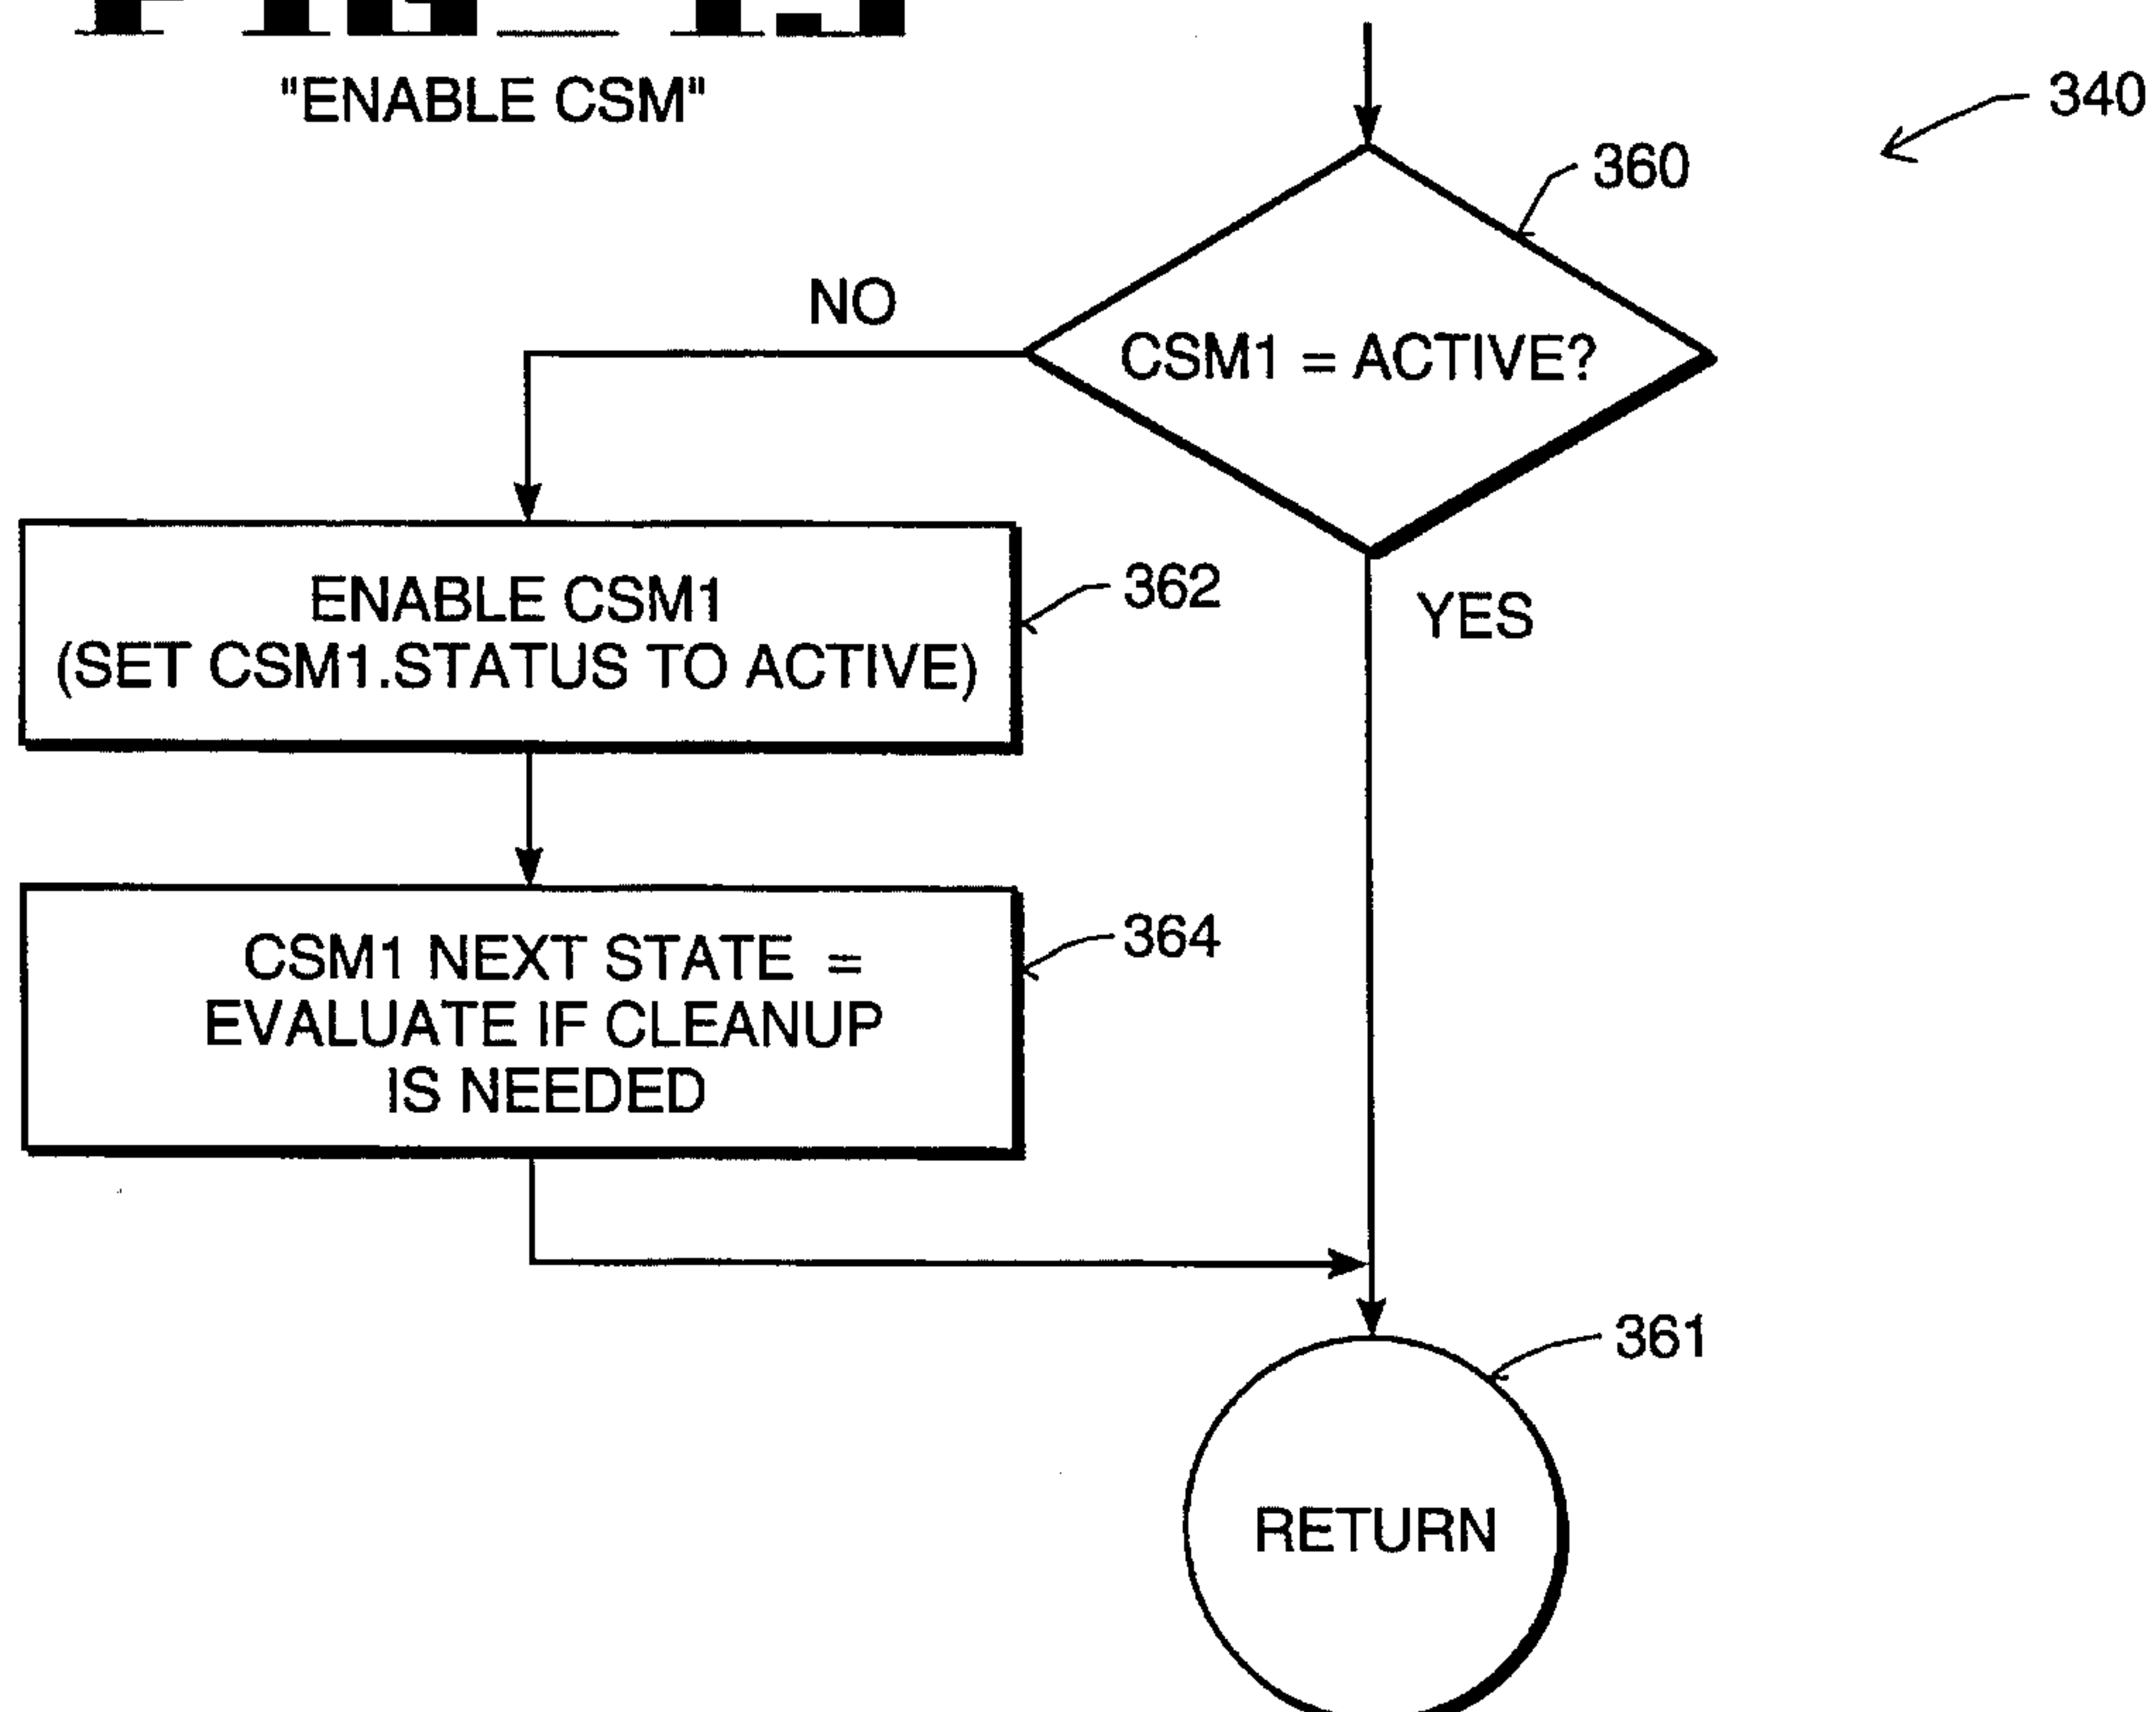 "ENABLE CSM"
340
360
NO
CSM1 = ACTIVE?
YES
ENABLE CSM1
(SET CSM1.STATUS TO ACTIVE)
362
CSM1 NEXT STATE =
EVALUATE IF CLEANUP
IS NEEDED
364
361
RETURN